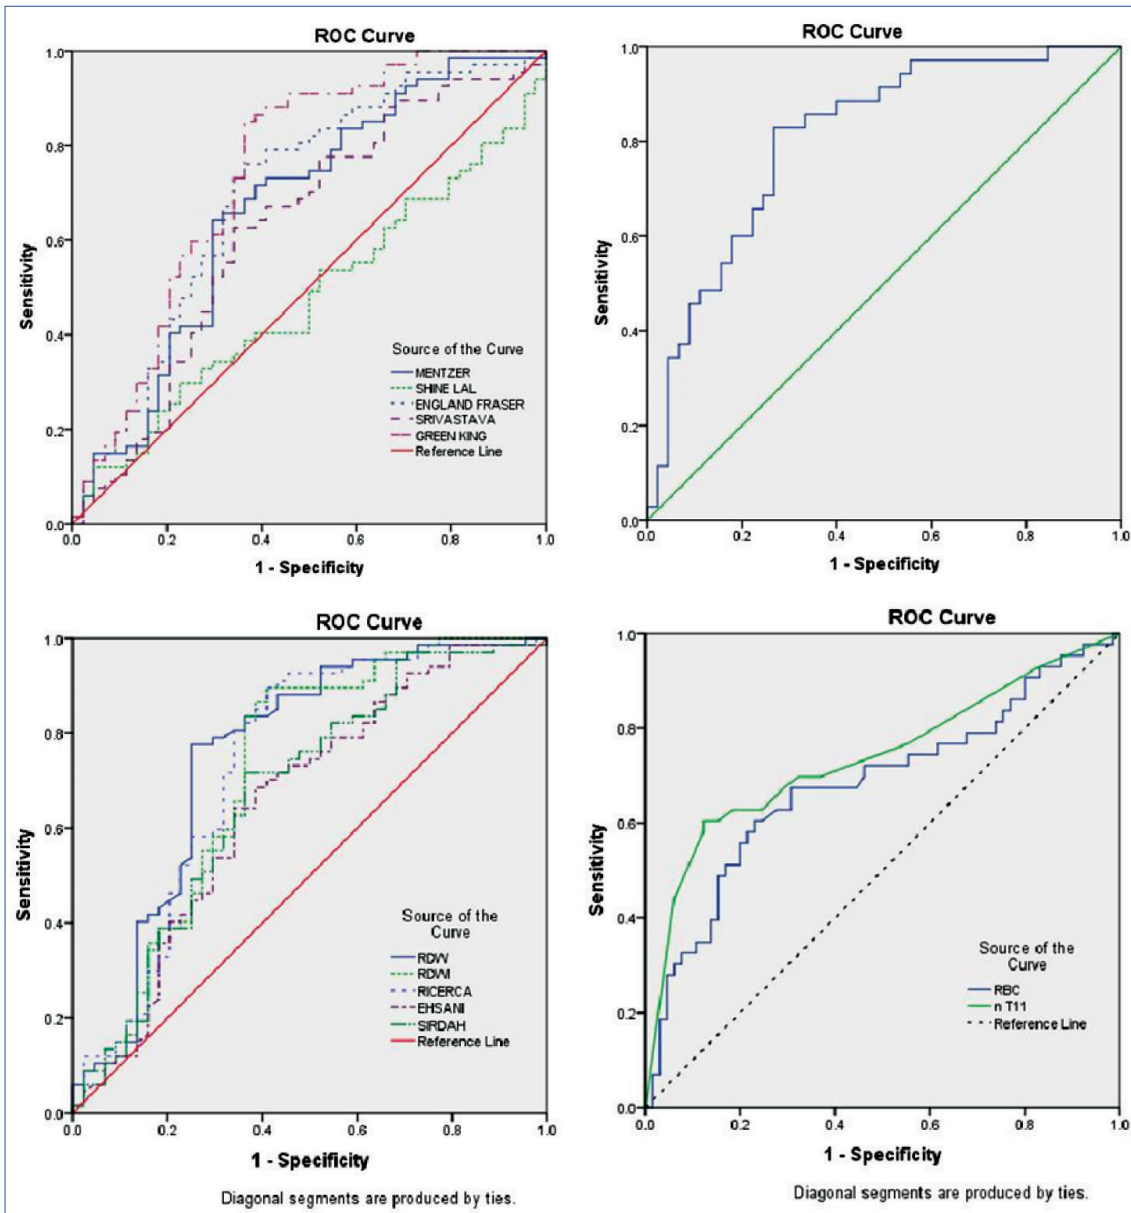 ROC Curve
1.0
0.8
0.6
0.4
0.2
0.0
Sensitivity
Source of the Curve
MENTZER
SHINE LAL
ENGLAND FRASER
SRIVASTAVA
GREEN KING
Reference Line
0.0 0.2 0.4 0.6 0.8 1.0
1 - Specificity
ROC Curve
1.0
0.8
0.6
0.4
0.2
0.0
Sensitivity
0.0 0.2 0.4 0.6 0.8 1.0
1 - Specificity
ROC Curve
1.0
0.8
0.6
0.4
0.2
0.0
Sensitivity
Source of the
Curve
RDW
RDWI
RICERCA
EHSANI
SIRDAH
Reference Line
0.0 0.2 0.4 0.6 0.8 1.0
1 - Specificity
Diagonal segments are produced by ties.
ROC Curve
1.0
0.8
0.6
0.4
0.2
0.0
Sensitivity
Source of the
Curve
RBC
n T11
Reference Line
0.0 0.2 0.4 0.6 0.8 1.0
1 - Specificity
Diagonal segments are produced by ties.